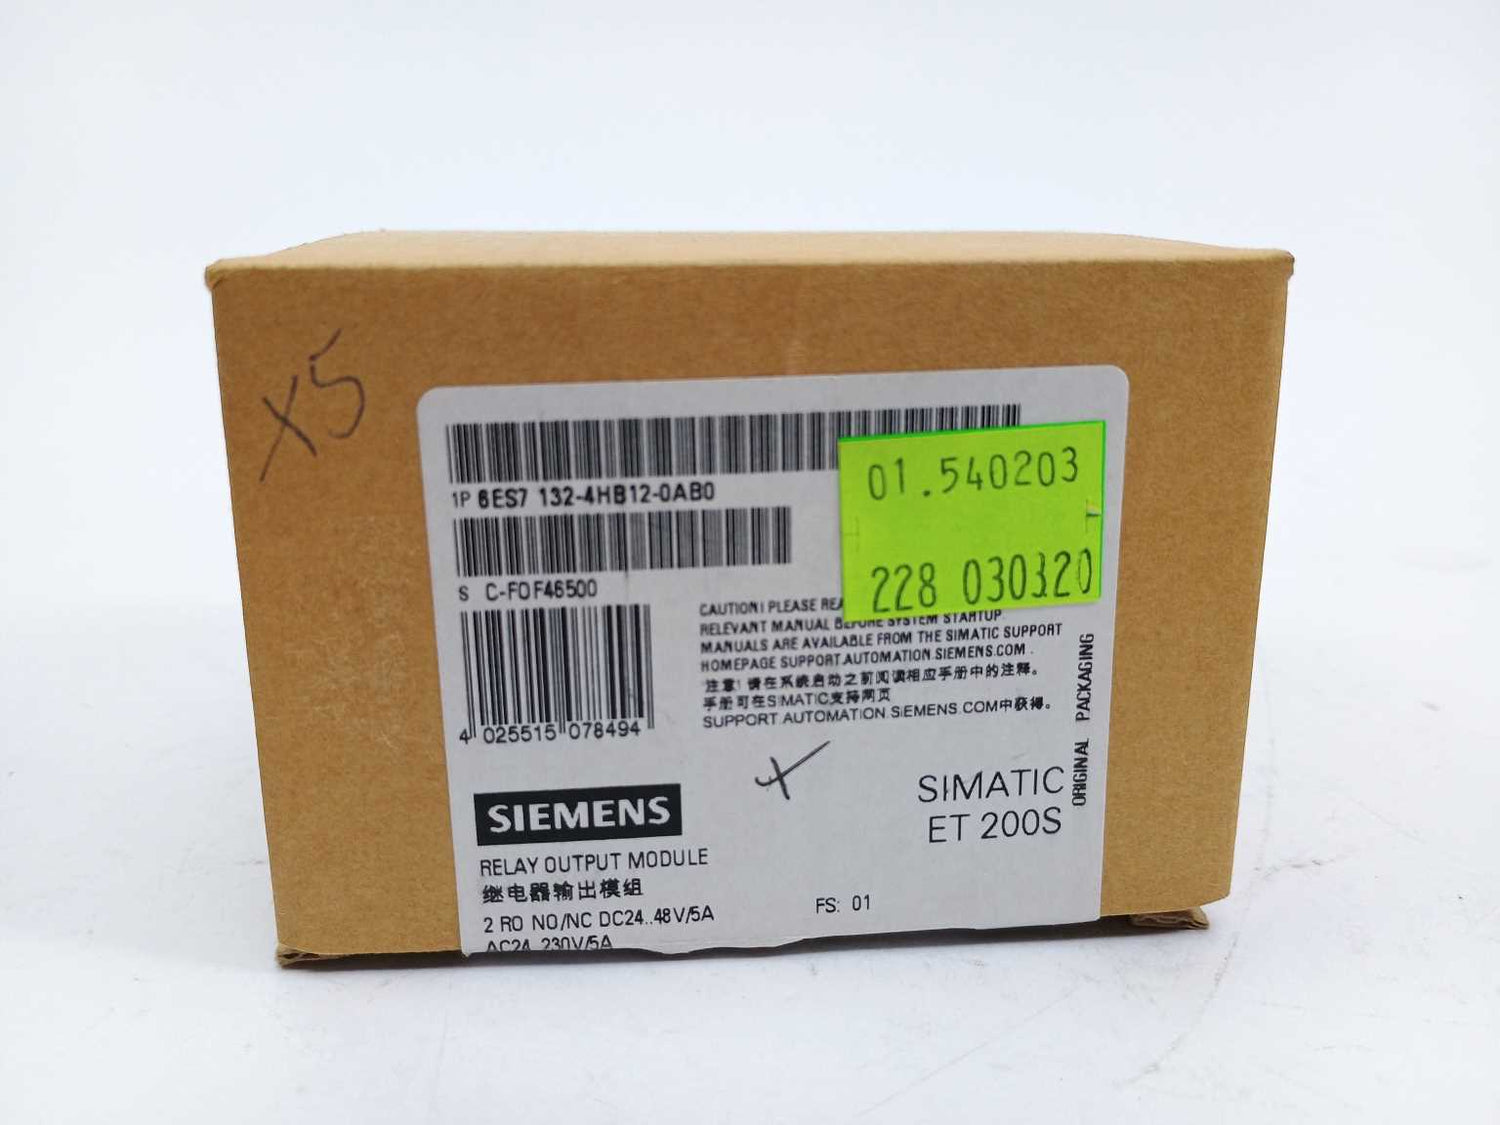 X5
1P 6ES7 132-4HB12-0AB0
01.540203
228 030320
S C-F0F46500
4 025515 078494
CAUTION! PLEASE
RELEVANT MANUAL BEFORE SYSTEM STARTUP.
MANUALS ARE AVAILABLE FROM THE SIMATIC SUPPORT
HOMEPAGE SUPPORT.AUTOMATION.SIEMENS.COM.
注意! 请在系统启动之前阅读相应手册中的注释。
手册可在SIMATIC支持网页
SUPPORT.AUTOMATION.SIEMENS.COM中获得。
ORIGINAL PACKAGING
SIEMENS
SIMATIC
ET 200S
RELAY OUTPUT MODULE
继电器输出模组
2 RO NO/NC DC24..48V/5A
FS: 01
AC24..230V/5A